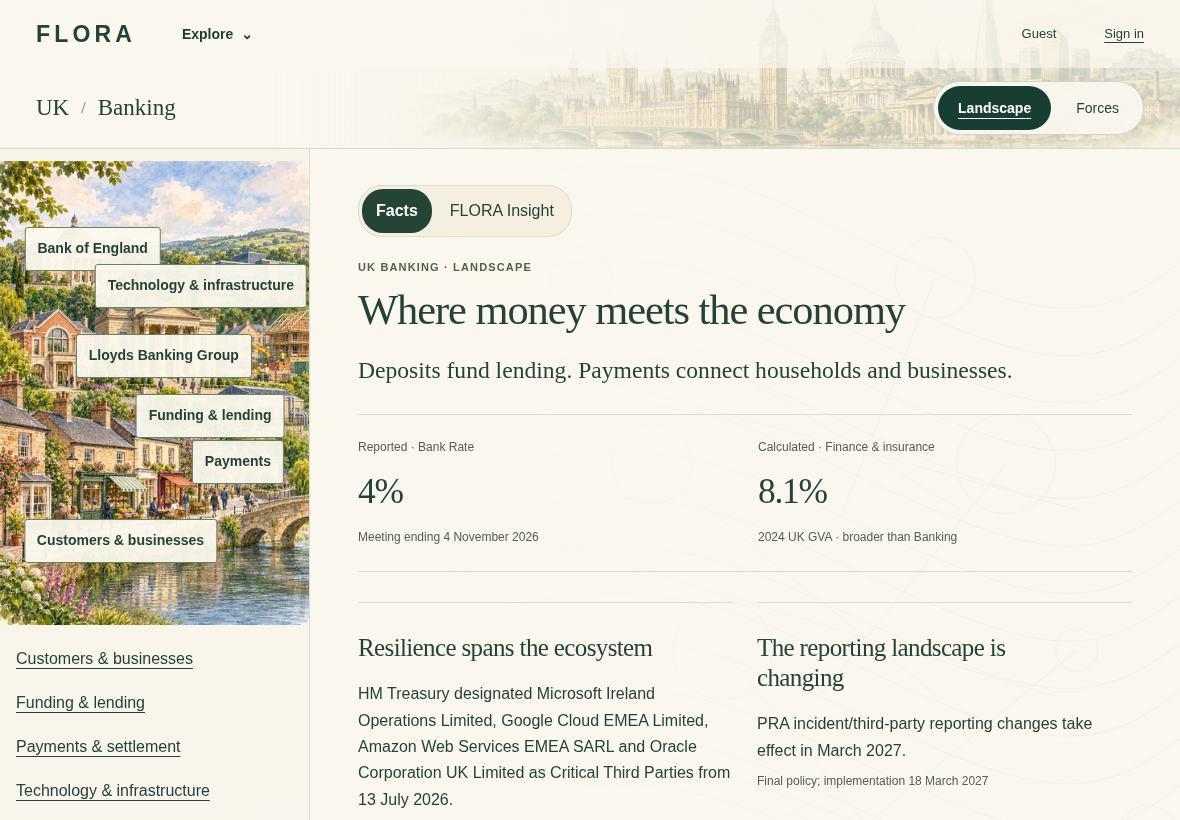 FLORA
Explore
Guest
Sign in
UK / Banking
Landscape
Forces
Bank of England
Technology & infrastructure
Lloyds Banking Group
Funding & lending
Payments
Customers & businesses
Customers & businesses
Funding & lending
Payments & settlement
Technology & infrastructure
Facts
FLORA Insight
UK BANKING · LANDSCAPE
Where money meets the economy
Deposits fund lending. Payments connect households and businesses.
Reported · Bank Rate
4%
Meeting ending 4 November 2026
Calculated · Finance & insurance
8.1%
2024 UK GVA · broader than Banking
Resilience spans the ecosystem
HM Treasury designated Microsoft Ireland
Operations Limited, Google Cloud EMEA Limited,
Amazon Web Services EMEA SARL and Oracle
Corporation UK Limited as Critical Third Parties from
13 July 2026.
The reporting landscape is
changing
PRA incident/third-party reporting changes take
effect in March 2027.
Final policy; implementation 18 March 2027